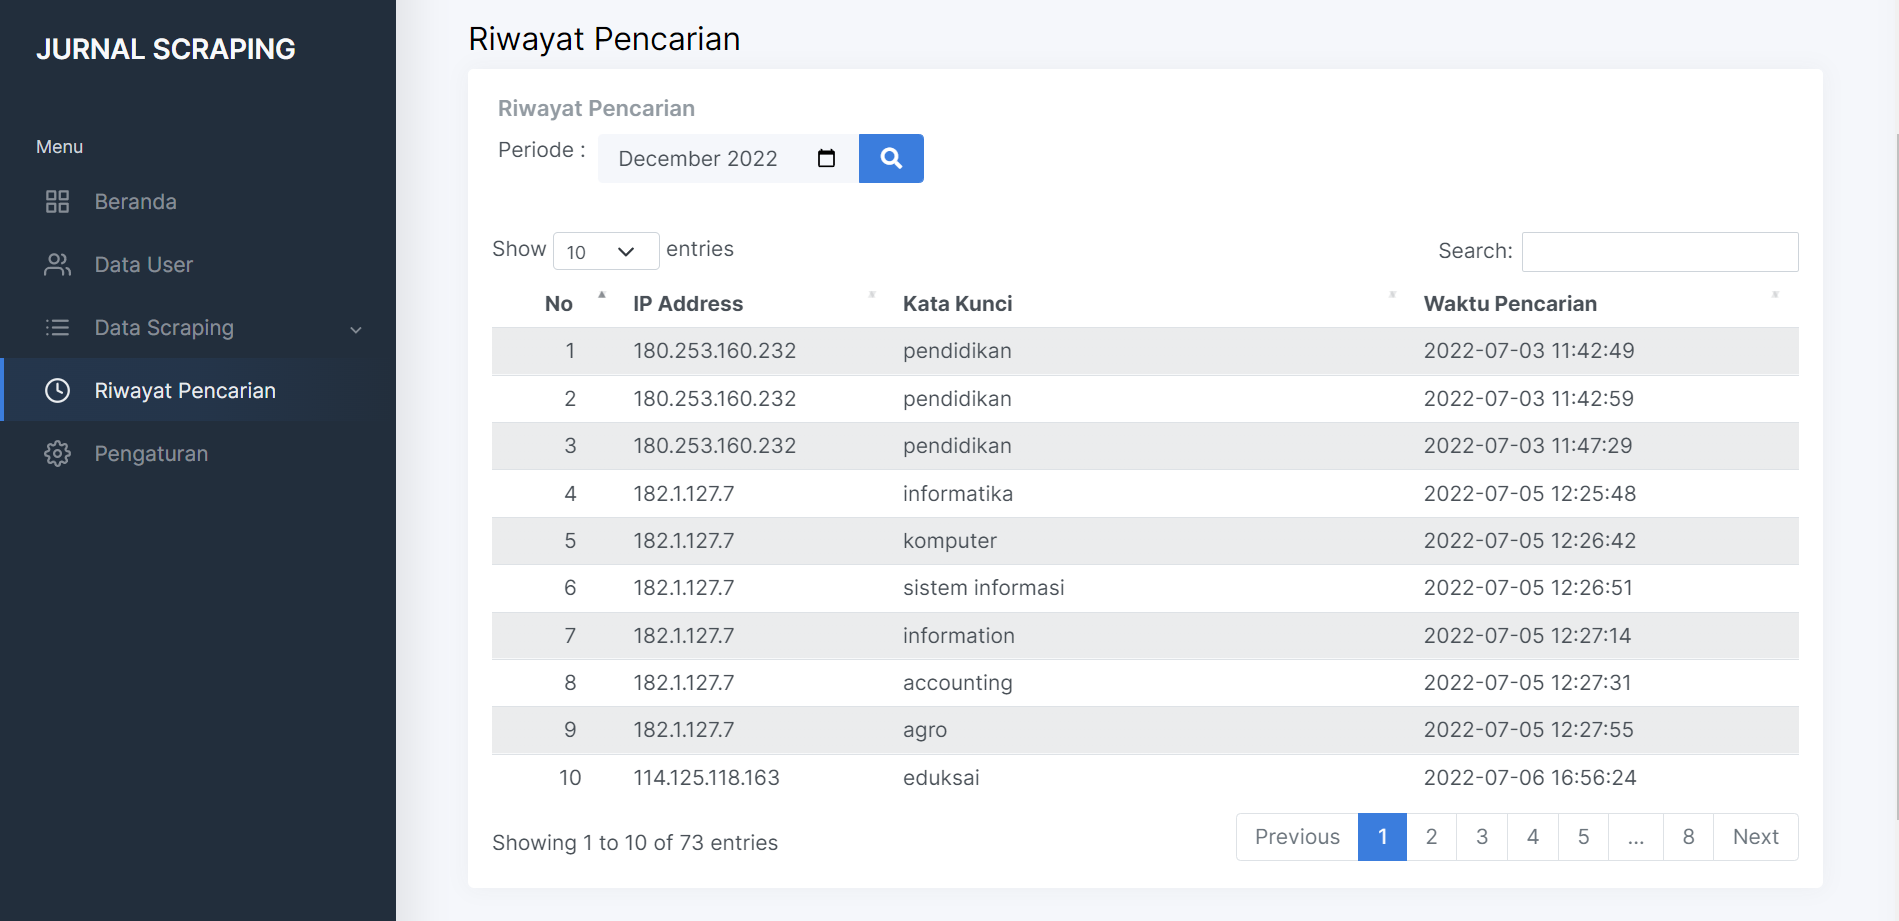 JURNAL SCRAPING
Menu
Beranda
Data User
Data Scraping
Riwayat Pencarian
Pengaturan
Riwayat Pencarian
Riwayat Pencarian
Periode : December 2022
Show 10 entries Search:
No IP Address Kata Kunci Waktu Pencarian
1 180.253.160.232 pendidikan 2022-07-03 11:42:49
2 180.253.160.232 pendidikan 2022-07-03 11:42:59
3 180.253.160.232 pendidikan 2022-07-03 11:47:29
4 182.1.127.7 informatika 2022-07-05 12:25:48
5 182.1.127.7 komputer 2022-07-05 12:26:42
6 182.1.127.7 sistem informasi 2022-07-05 12:26:51
7 182.1.127.7 information 2022-07-05 12:27:14
8 182.1.127.7 accounting 2022-07-05 12:27:31
9 182.1.127.7 agro 2022-07-05 12:27:55
10 114.125.118.163 eduksai 2022-07-06 16:56:24
Showing 1 to 10 of 73 entries Previous 1 2 3 4 5 ... 8 Next